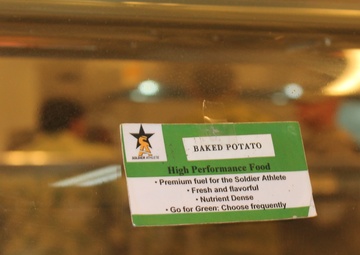 BAKED POTATO
SOLDIER ATHLETE
High Performance Food
• Premium fuel for the Soldier Athlete
• Fresh and flavorful
• Nutrient Dense
• Go for Green: Choose frequently